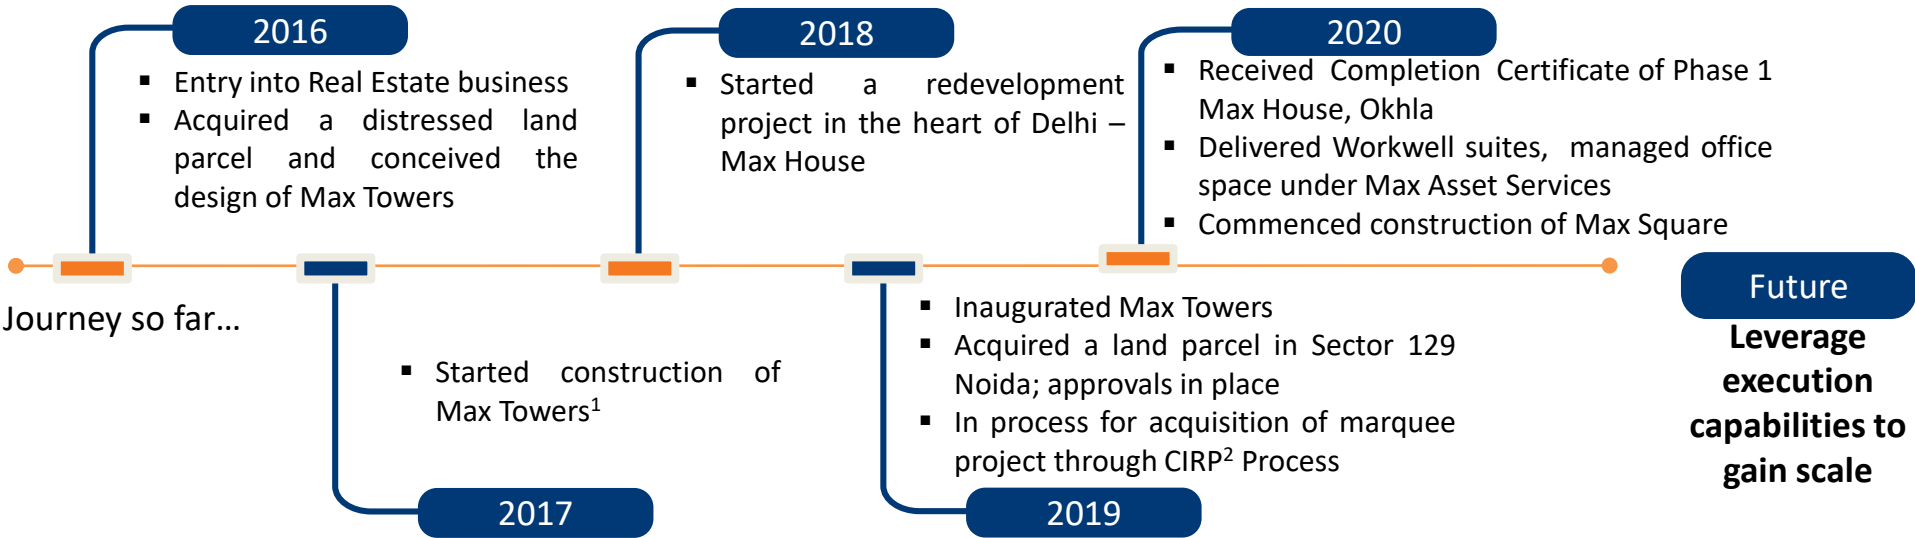 2016
▪ Entry into Real Estate business
▪ Acquired a distressed land
parcel and conceived the
design of Max Towers
2018
▪ Started a redevelopment
project in the heart of Delhi –
Max House
2020
▪ Received Completion Certificate of Phase 1
Max House, Okhla
▪ Delivered Workwell suites, managed office
space under Max Asset Services
▪ Commenced construction of Max Square
Journey so far...
▪ Started construction of
Max Towers¹
2017
▪ Inaugurated Max Towers
▪ Acquired a land parcel in Sector 129
Noida; approvals in place
▪ In process for acquisition of marquee
project through CIRP² Process
2019
Future
Leverage
execution
capabilities to
gain scale